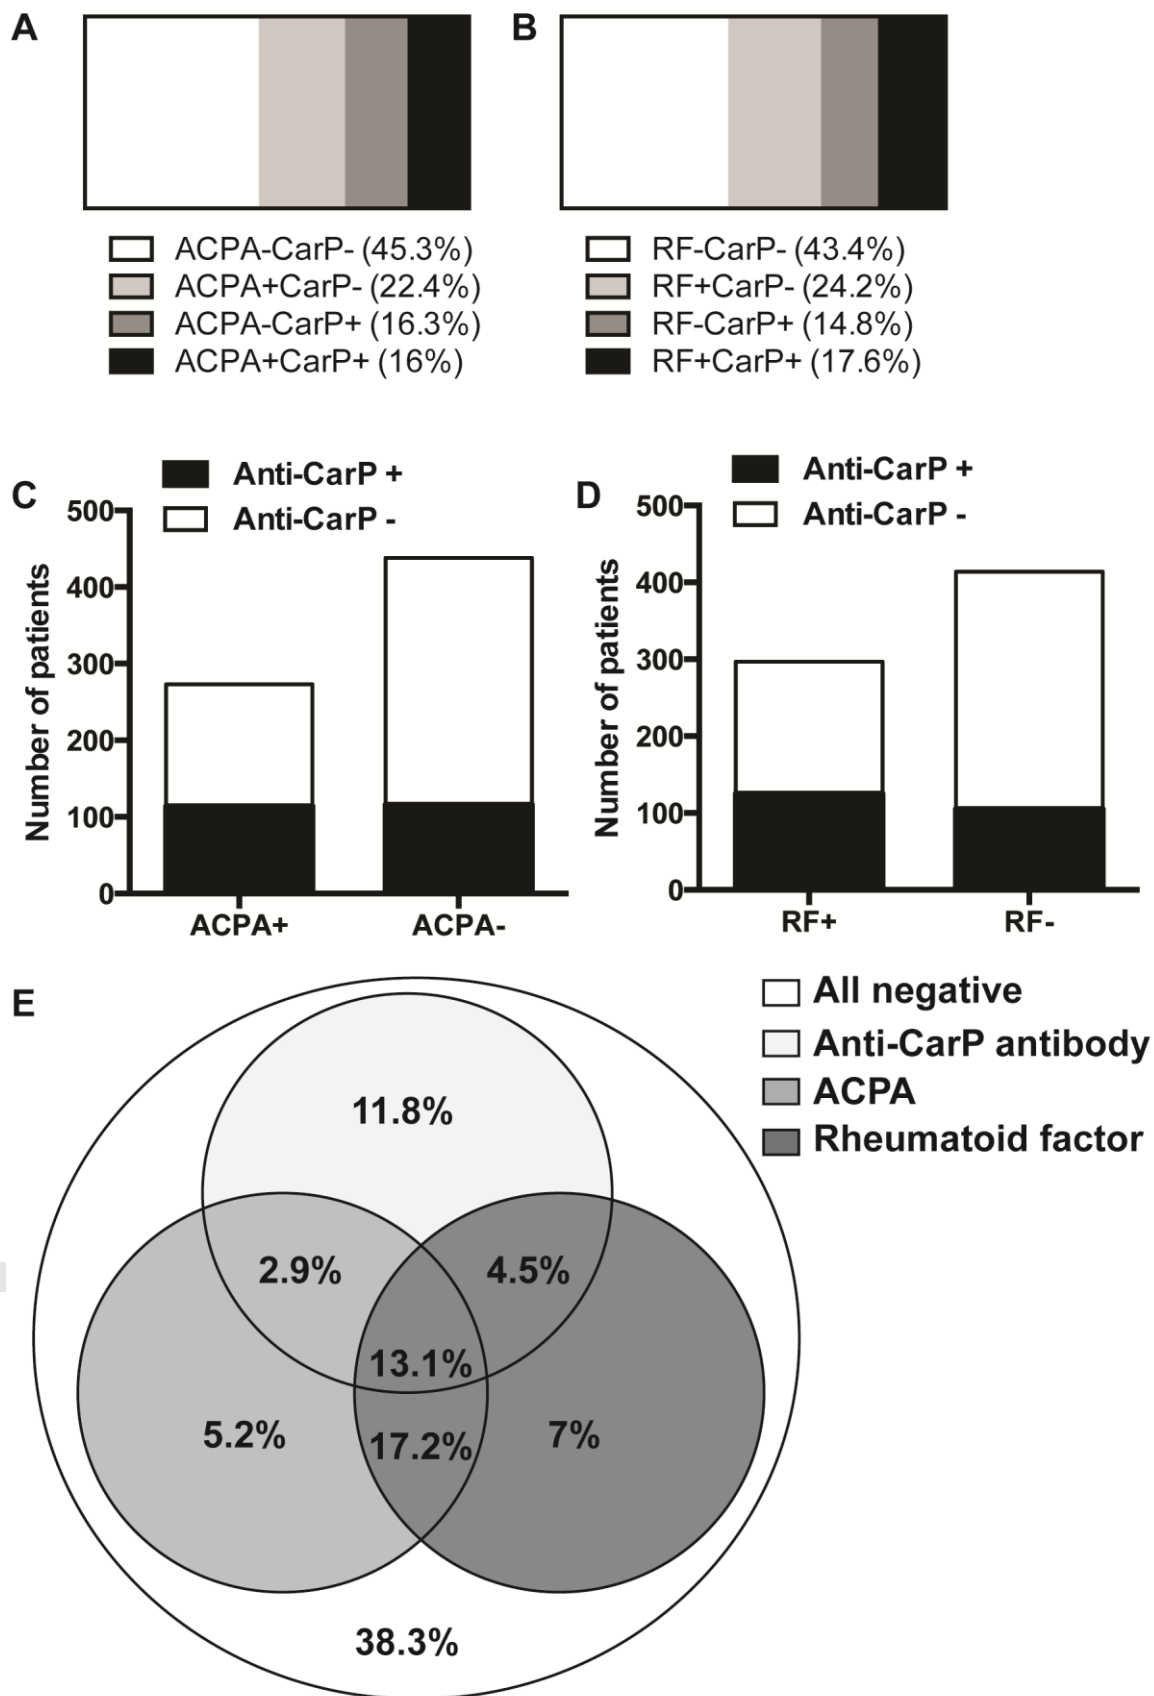 A
B
ACPA-CarP- (45.3%)
ACPA+CarP- (22.4%)
ACPA-CarP+ (16.3%)
ACPA+CarP+ (16%)
RF-CarP- (43.4%)
RF+CarP- (24.2%)
RF-CarP+ (14.8%)
RF+CarP+ (17.6%)
C
Anti-CarP +
Anti-CarP -
Number of patients
500
400
300
200
100
0
ACPA+
ACPA-
D
Anti-CarP +
Anti-CarP -
Number of patients
500
400
300
200
100
0
RF+
RF-
E
All negative
Anti-CarP antibody
ACPA
Rheumatoid factor
11.8%
2.9%
4.5%
13.1%
5.2%
17.2%
7%
38.3%